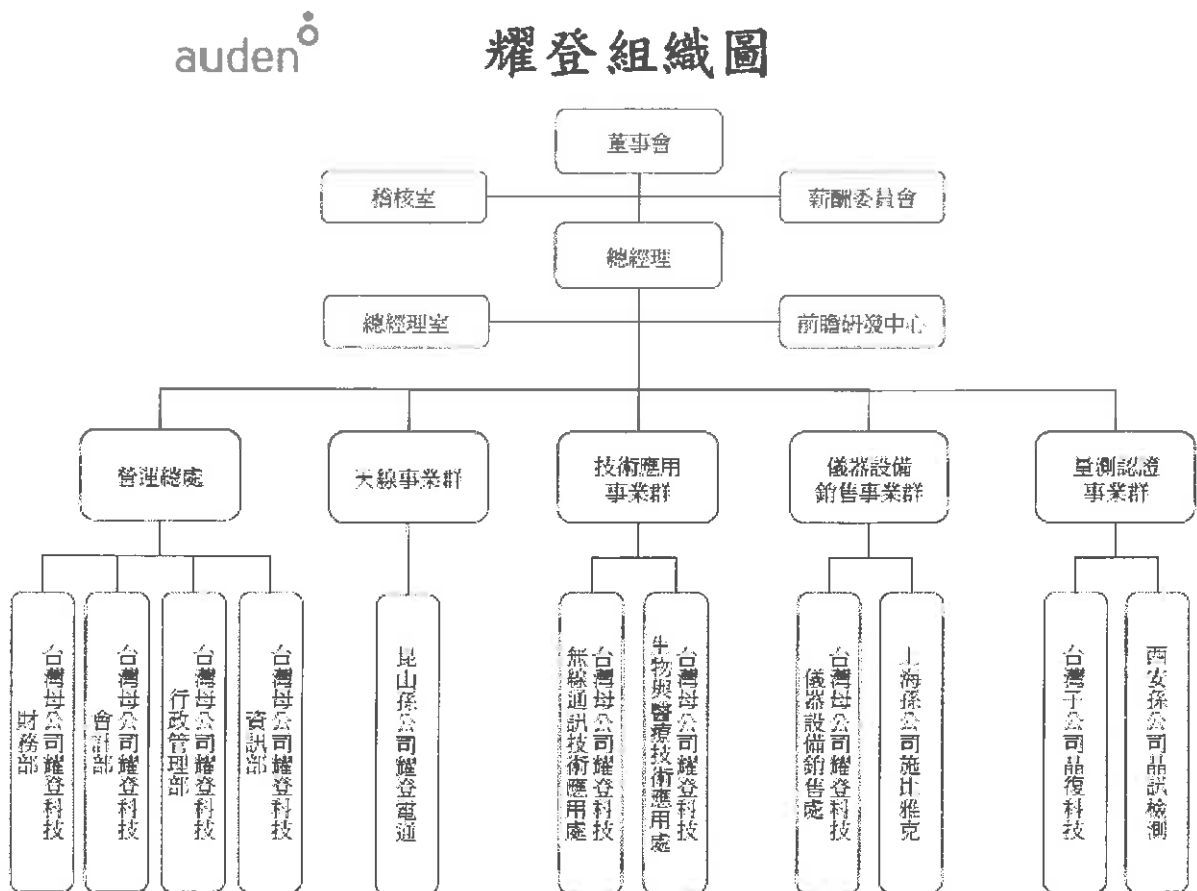 auden
耀登組織圖
董事會
稽核室
薪酬委員會
總經理
總經理室
前瞻研發中心
管理總處
天線事業群
技術應用
事業群
儀器設備
銷售事業群
量測認證
事業群
台灣母公司耀登科技
財務部
台灣母公司耀登科技
會計部
台灣母公司耀登科技
行政管理部
台灣母公司耀登科技
資訊部
昆山孫公司耀登電通
台灣母公司耀登科技
無線通訊技術應用處
台灣母公司耀登科技
生物與醫療技術應用處
台灣母公司耀登科技
儀器設備銷售處
上海孫公司施比雅克
台灣子公司晶復科技
西安孫公司晶訊檢測